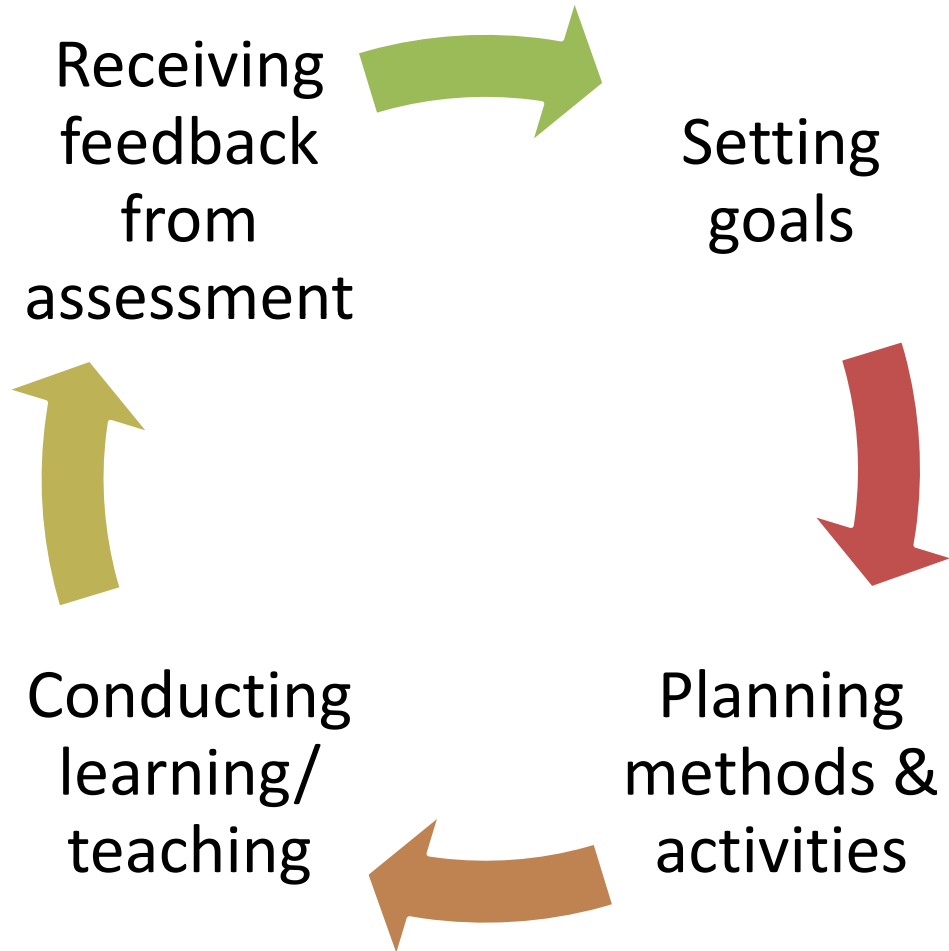 Receiving
feedback
from
assessment
Setting
goals
Planning
methods &
activities
Conducting
learning/
teaching